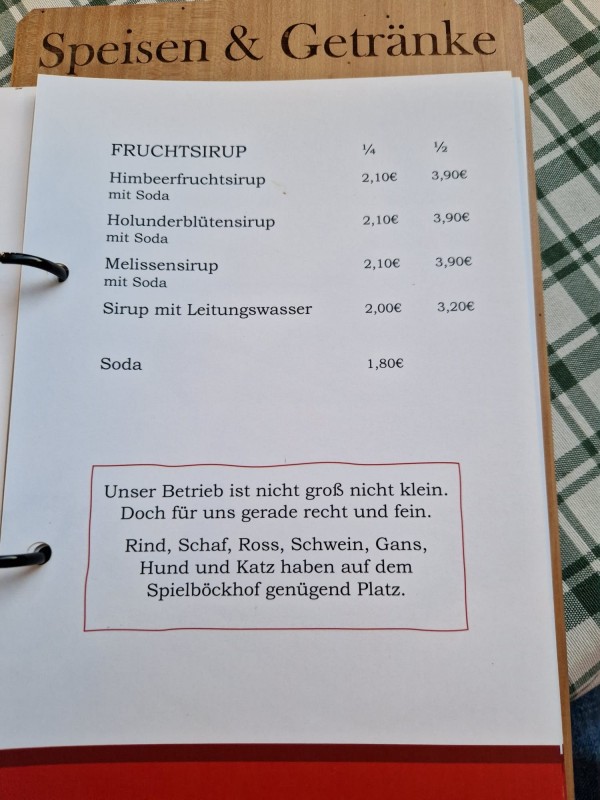 Speisen & Getränke
FRUCHTSIRUP ¼ ½
Himbeerfruchtsirup 2,10€ 3,90€
mit Soda
Holunderblütensirup 2,10€ 3,90€
mit Soda
Melissensirup 2,10€ 3,90€
mit Soda
Sirup mit Leitungswasser 2,00€ 3,20€
Soda 1,80€
Unser Betrieb ist nicht groß nicht klein.
Doch für uns gerade recht und fein.
Rind, Schaf, Ross, Schwein, Gans,
Hund und Katz haben auf dem
Spielböckhof genügend Platz.